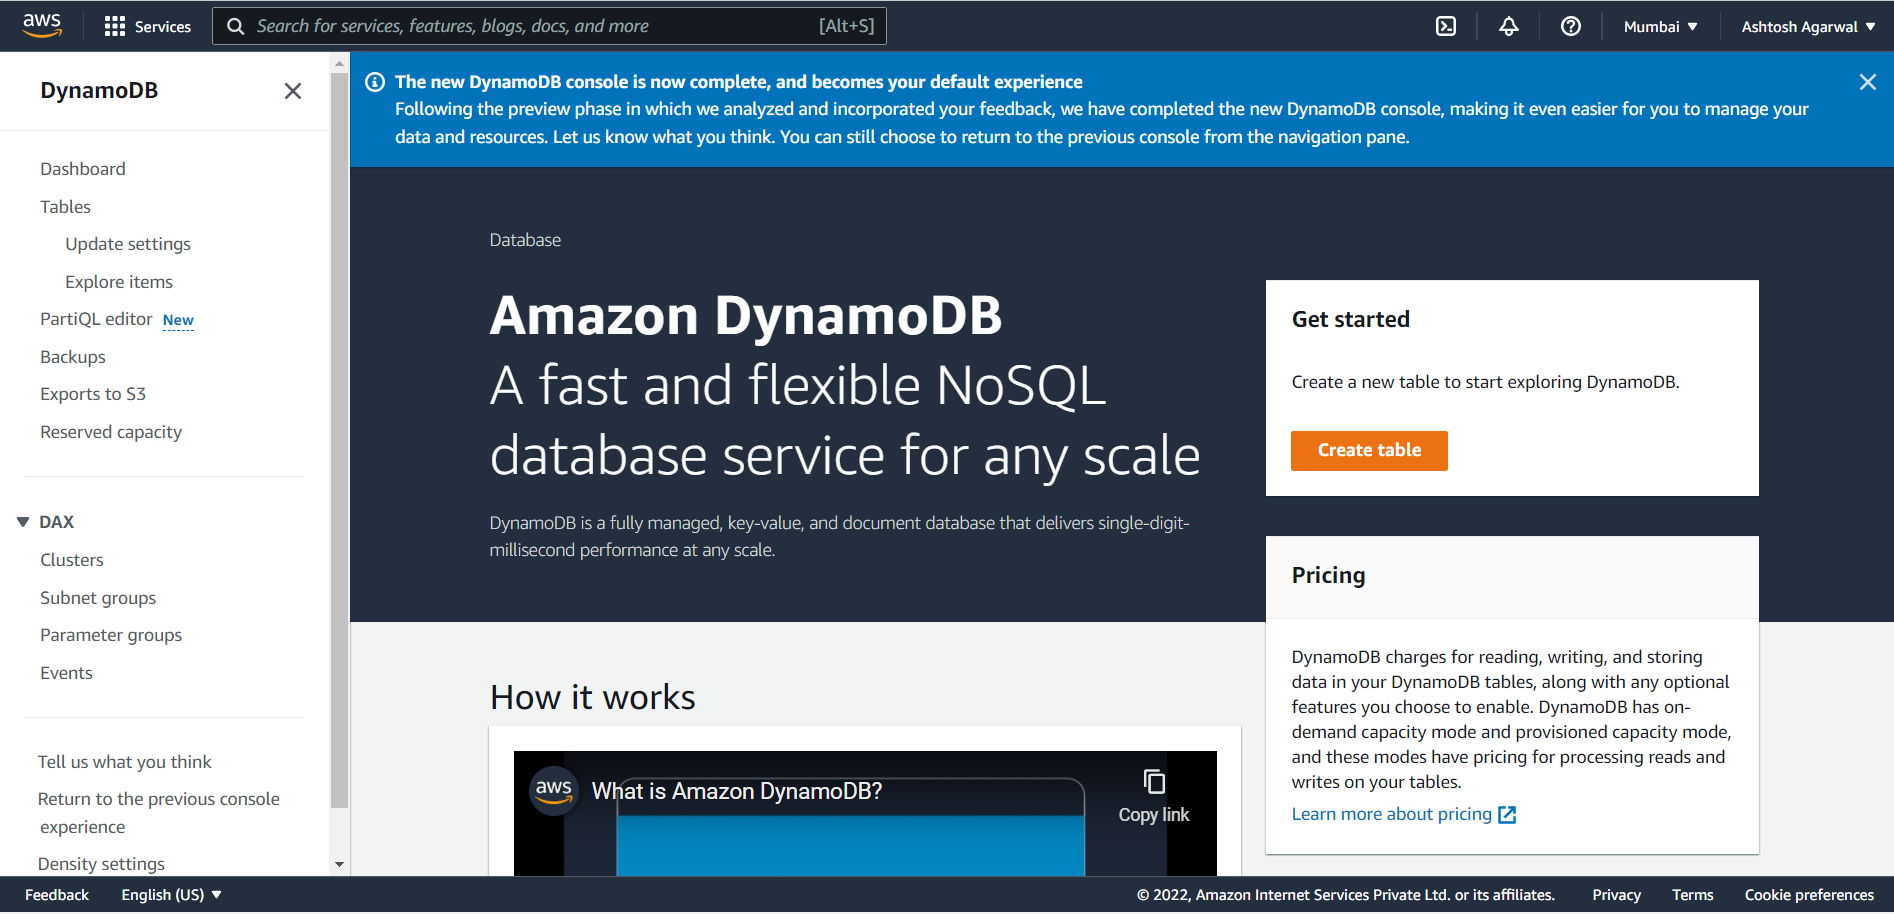 aws
Services
Search for services, features, blogs, docs, and more [Alt+S]
Mumbai ▼
Ashtosh Agarwal ▼
DynamoDB
Dashboard
Tables
Update settings
Explore items
PartiQL editor New
Backups
Exports to S3
Reserved capacity
DAX
Clusters
Subnet groups
Parameter groups
Events
Tell us what you think
Return to the previous console
experience
Density settings
The new DynamoDB console is now complete, and becomes your default experience
Following the preview phase in which we analyzed and incorporated your feedback, we have completed the new DynamoDB console, making it even easier for you to manage your
data and resources. Let us know what you think. You can still choose to return to the previous console from the navigation pane.
Database
Amazon DynamoDB
A fast and flexible NoSQL
database service for any scale
DynamoDB is a fully managed, key-value, and document database that delivers single-digit-
millisecond performance at any scale.
Get started
Create a new table to start exploring DynamoDB.
Create table
Pricing
DynamoDB charges for reading, writing, and storing
data in your DynamoDB tables, along with any optional
features you choose to enable. DynamoDB has on-
demand capacity mode and provisioned capacity mode,
and these modes have pricing for processing reads and
writes on your tables.
Learn more about pricing
How it works
aws What is Amazon DynamoDB?
Copy link
Feedback
English (US) ▼
© 2022, Amazon Internet Services Private Ltd. or its affiliates.
Privacy
Terms
Cookie preferences